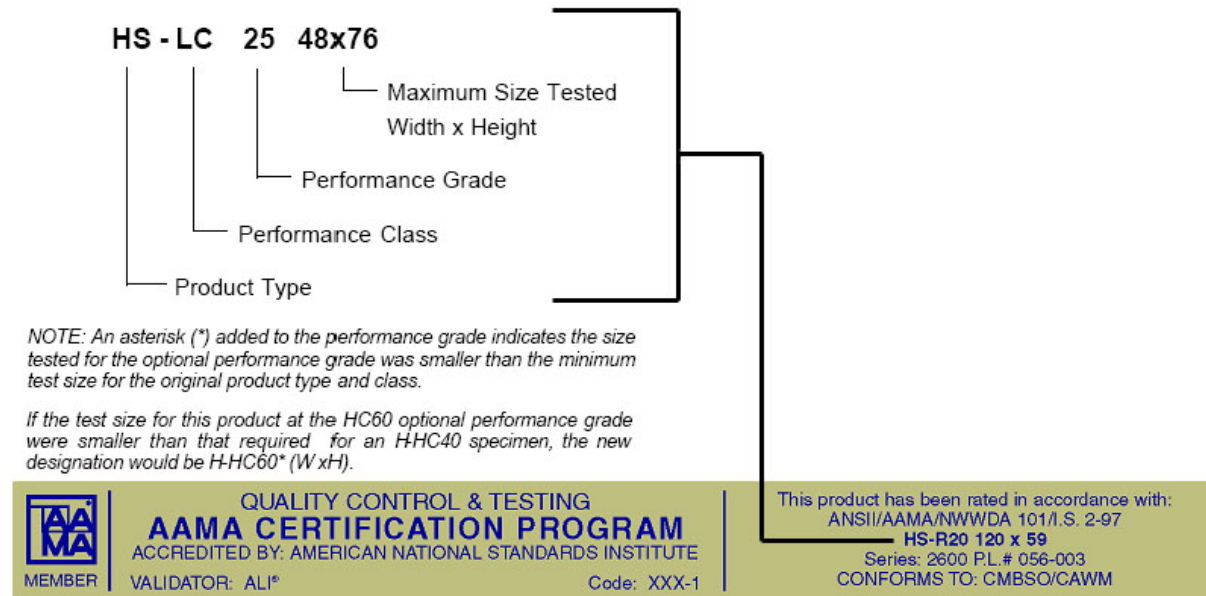 HS - LC 25 48x76
Maximum Size Tested
Width x Height
Performance Grade
Performance Class
Product Type
NOTE: An asterisk (*) added to the performance grade indicates the size
tested for the optional performance grade was smaller than the minimum
test size for the original product type and class.
If the test size for this product at the HC60 optional performance grade
were smaller than that required for an H-HC40 specimen, the new
designation would be H-HC60* (W xH).
AAMA
MEMBER
QUALITY CONTROL & TESTING
AAMA CERTIFICATION PROGRAM
ACCREDITED BY: AMERICAN NATIONAL STANDARDS INSTITUTE
VALIDATOR: ALI® Code: XXX-1
This product has been rated in accordance with:
ANSII/AAMA/NWWDA 101/I.S. 2-97
HS-R20 120 x 59
Series: 2600 P.L.# 056-003
CONFORMS TO: CMBSO/CAWM